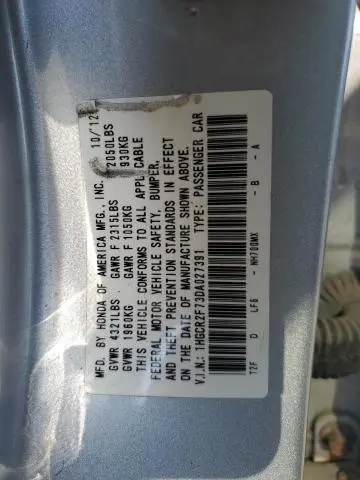 MFD. BY HONDA OF AMERICA MFG., INC. 10/12
GVWR 4321LBS GAWR F 2315LBS 2050LBS
GVWR 1960KG GAWR F 1050KG 930KG
THIS VEHICLE CONFORMS TO ALL APPLICABLE
FEDERAL MOTOR VEHICLE SAFETY, BUMPER,
AND THEFT PREVENTION STANDARDS IN EFFECT
ON THE DATE OF MANUFACTURE SHOWN ABOVE.
V.I.N.: 1HGCR2F73DA027391 TYPE: PASSENGER CAR
T2F D LFG - NH700MX - B - A